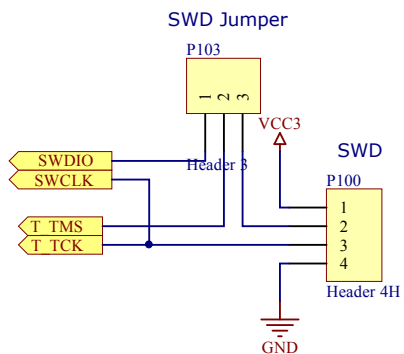 SWD Jumper
P103
1 2 3
Header 3
VCC3
SWD
P100
SWDIO
SWCLK
1
2
T_TMS
3
T_TCK
4
Header 4H
GND